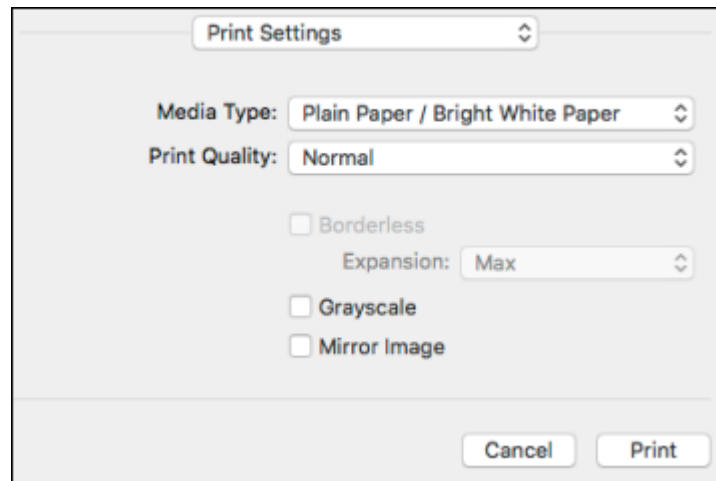 Print Settings
Media Type: Plain Paper / Bright White Paper
Print Quality: Normal
Borderless
Expansion: Max
Grayscale
Mirror Image
Cancel Print